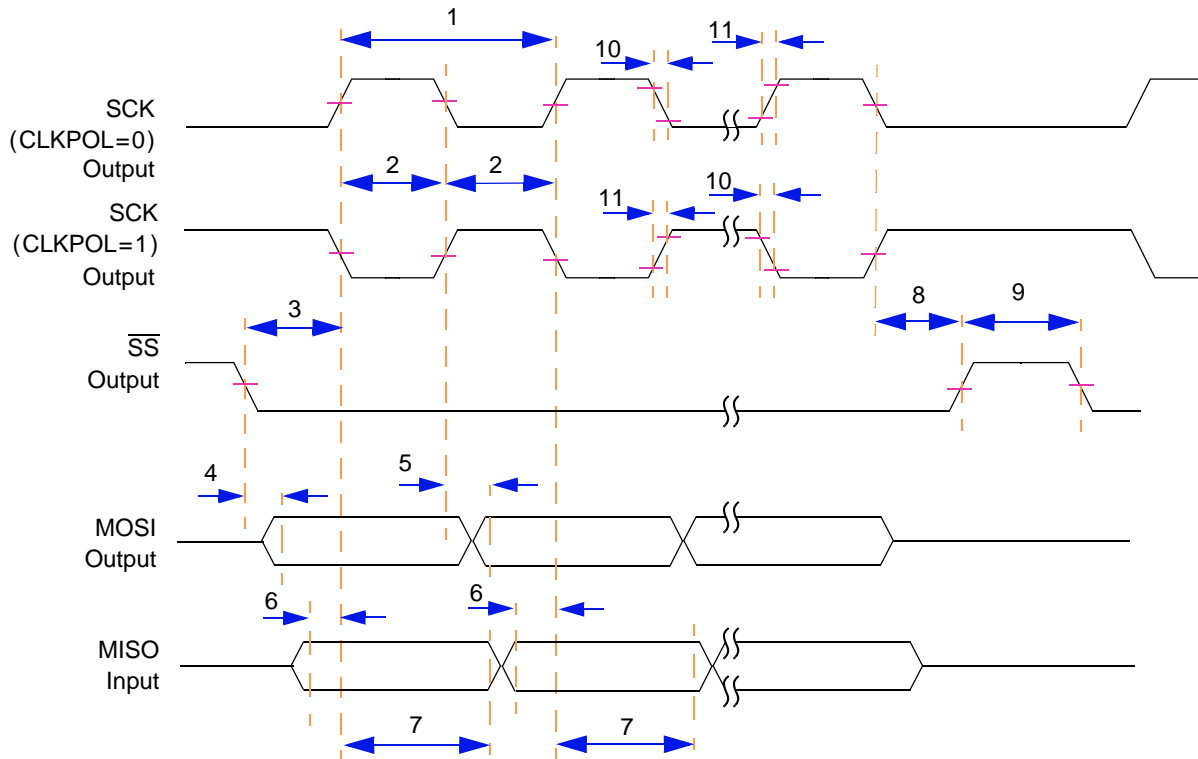 1
10
11
SCK
(CLKPOL=0)
Output
2
2
SCK
(CLKPOL=1)
Output
11
10
3
8
9
SS
Output
4
5
MOSI
Output
6
6
MISO
Input
7
7